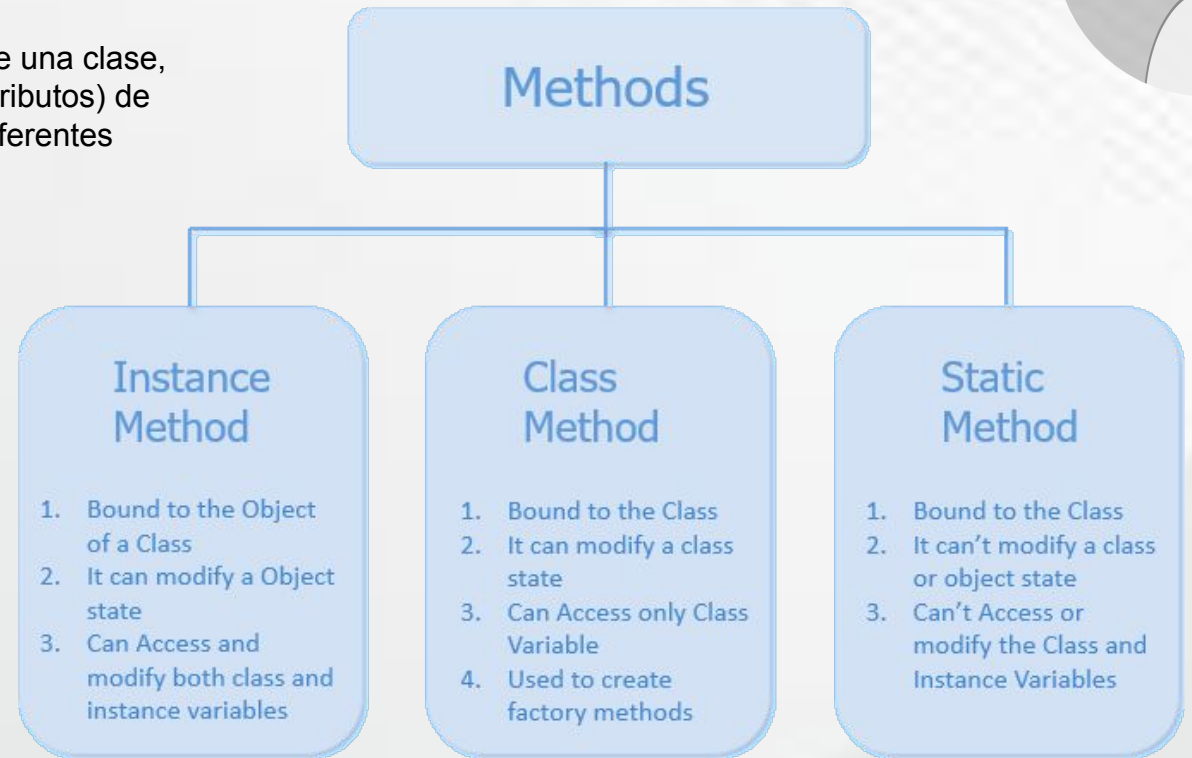 e una clase,
ributos) de
ferentes
Methods
Instance
Method
1. Bound to the Object
of a Class
2. It can modify a Object
state
3. Can Access and
modify both class and
instance variables
Class
Method
1. Bound to the Class
2. It can modify a class
state
3. Can Access only Class
Variable
4. Used to create
factory methods
Static
Method
1. Bound to the Class
2. It can't modify a class
or object state
3. Can't Access or
modify the Class and
Instance Variables